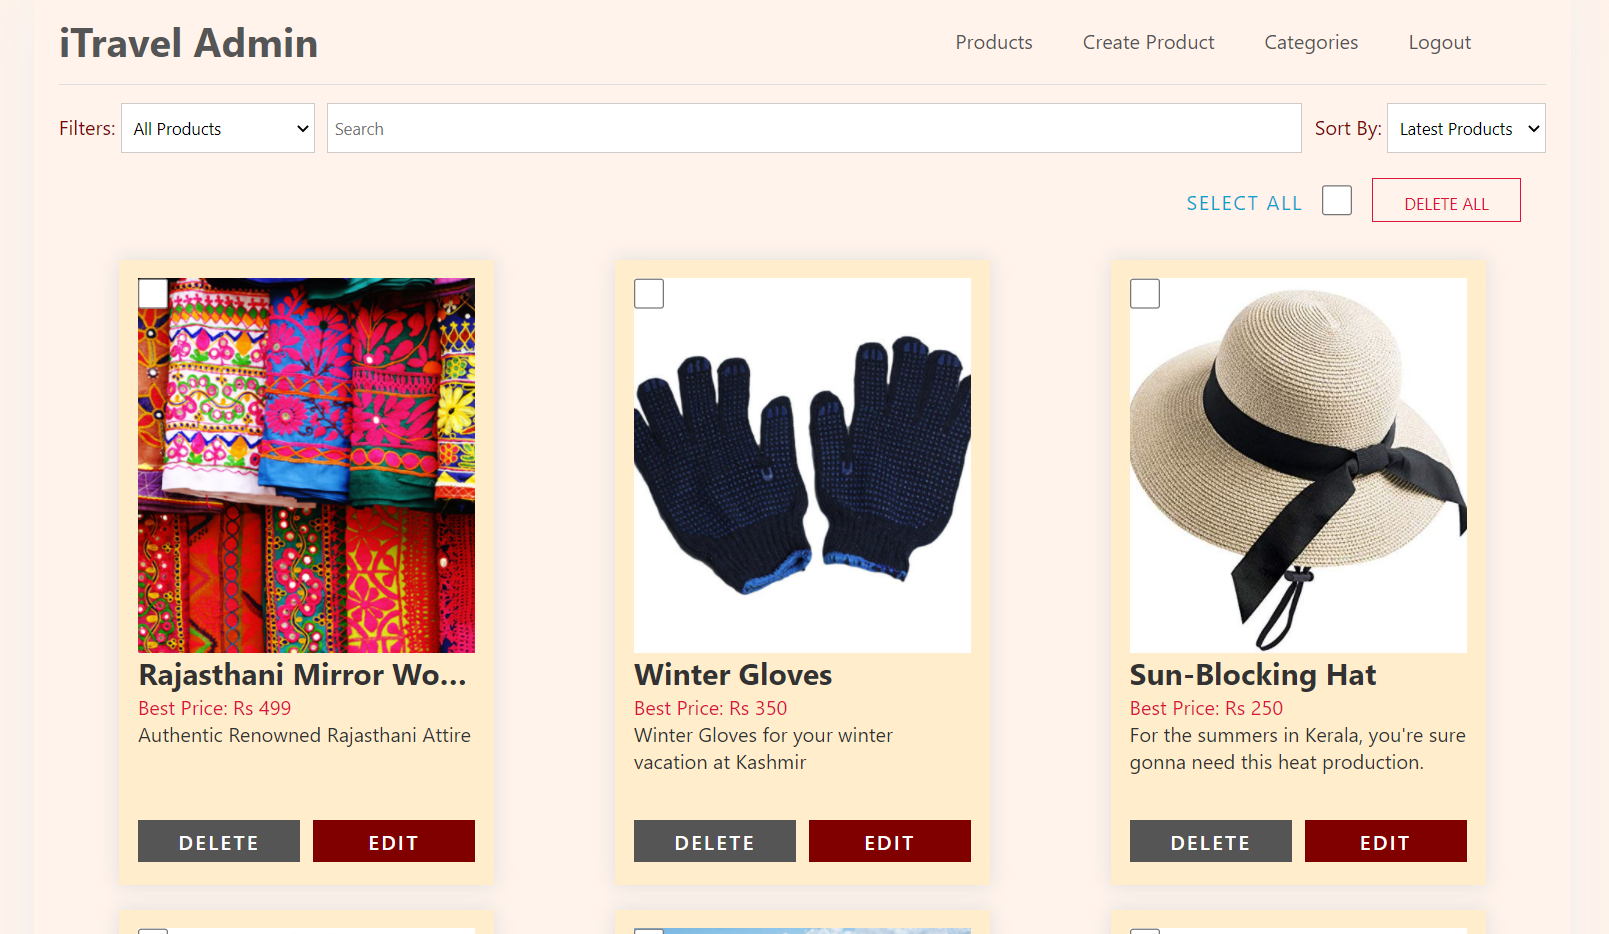 iTravel Admin
Products Create Product Categories Logout
Filters: All Products Search Sort By: Latest Products
SELECT ALL DELETE ALL
Rajasthani Mirror Wo...
Best Price: Rs 499
Authentic Renowned Rajasthani Attire
DELETE EDIT
Winter Gloves
Best Price: Rs 350
Winter Gloves for your winter
vacation at Kashmir
DELETE EDIT
Sun-Blocking Hat
Best Price: Rs 250
For the summers in Kerala, you're sure
gonna need this heat production.
DELETE EDIT